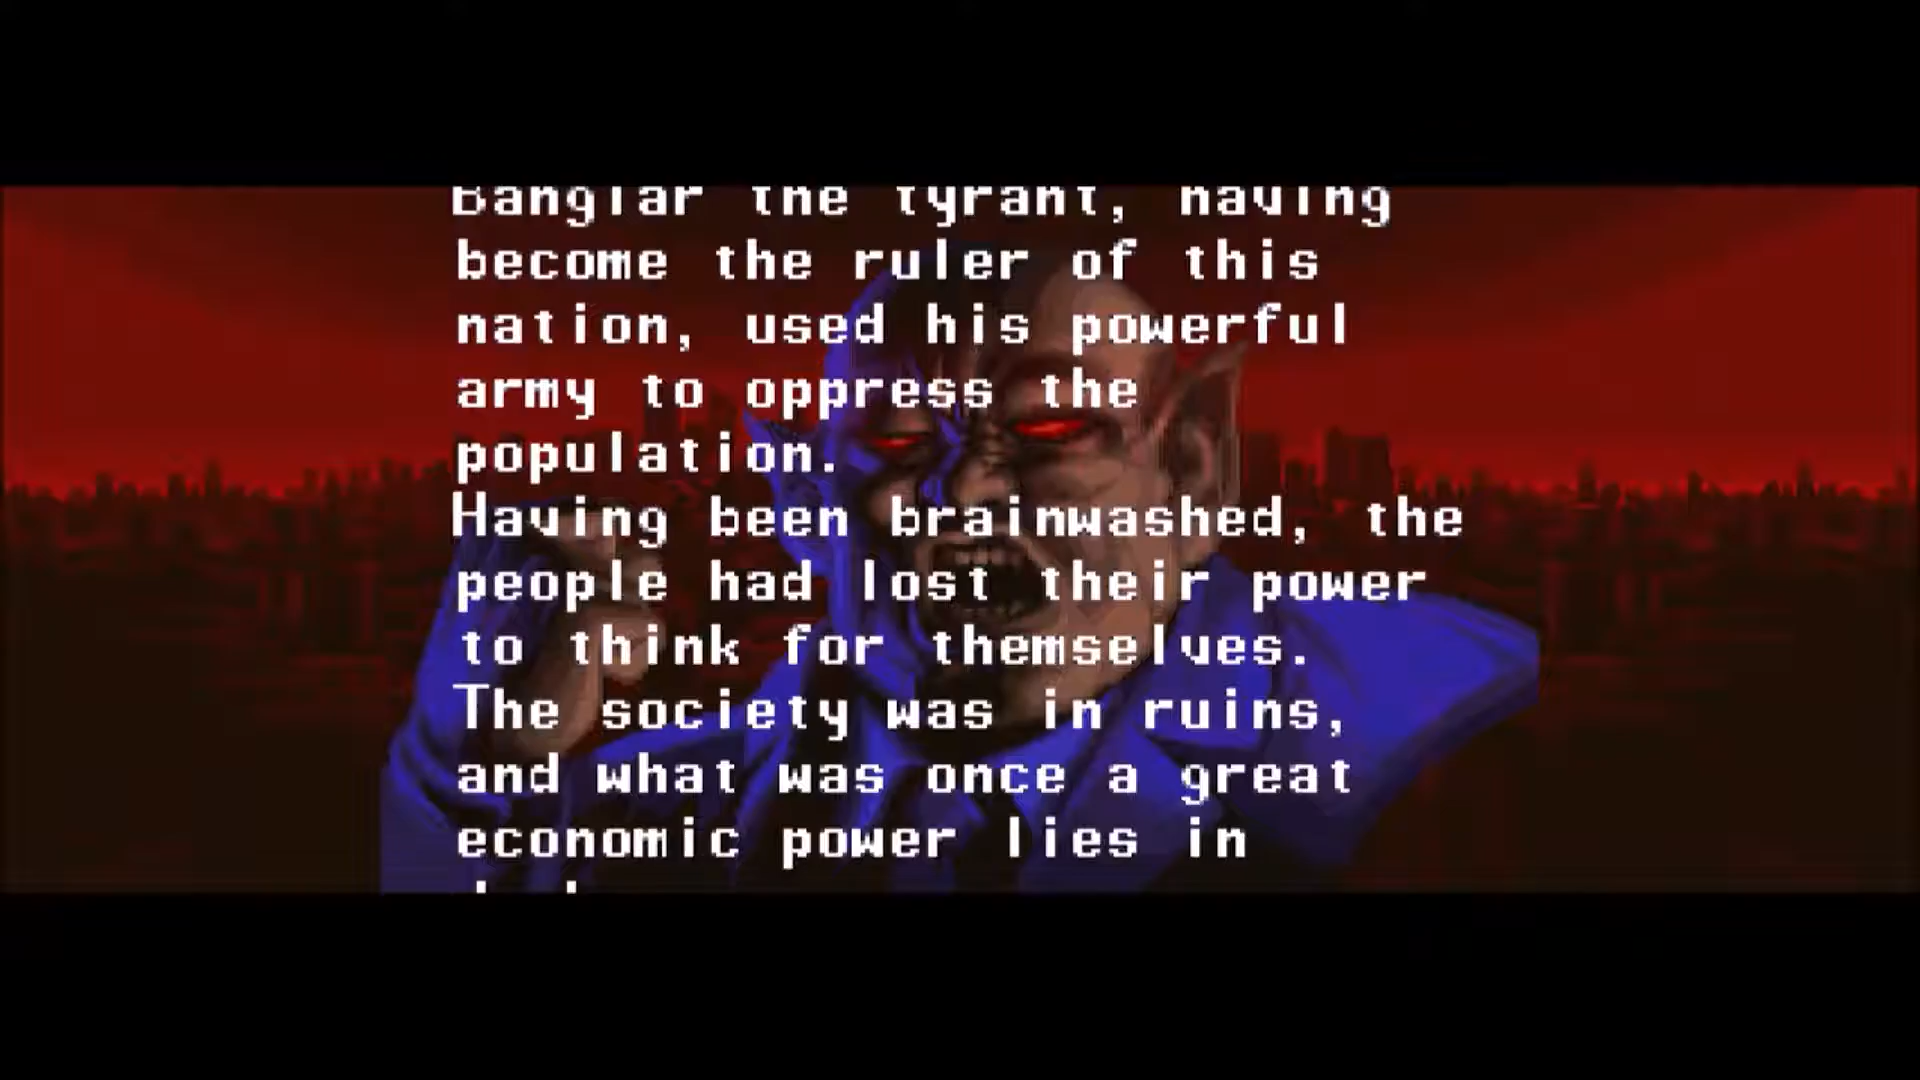 Banglar the tyrant, having
become the ruler of this
nation, used his powerful
army to oppress the
population.
Having been brainwashed, the
people had lost their power
to think for themselves.
The society was in ruins,
and what was once a great
economic power lies in